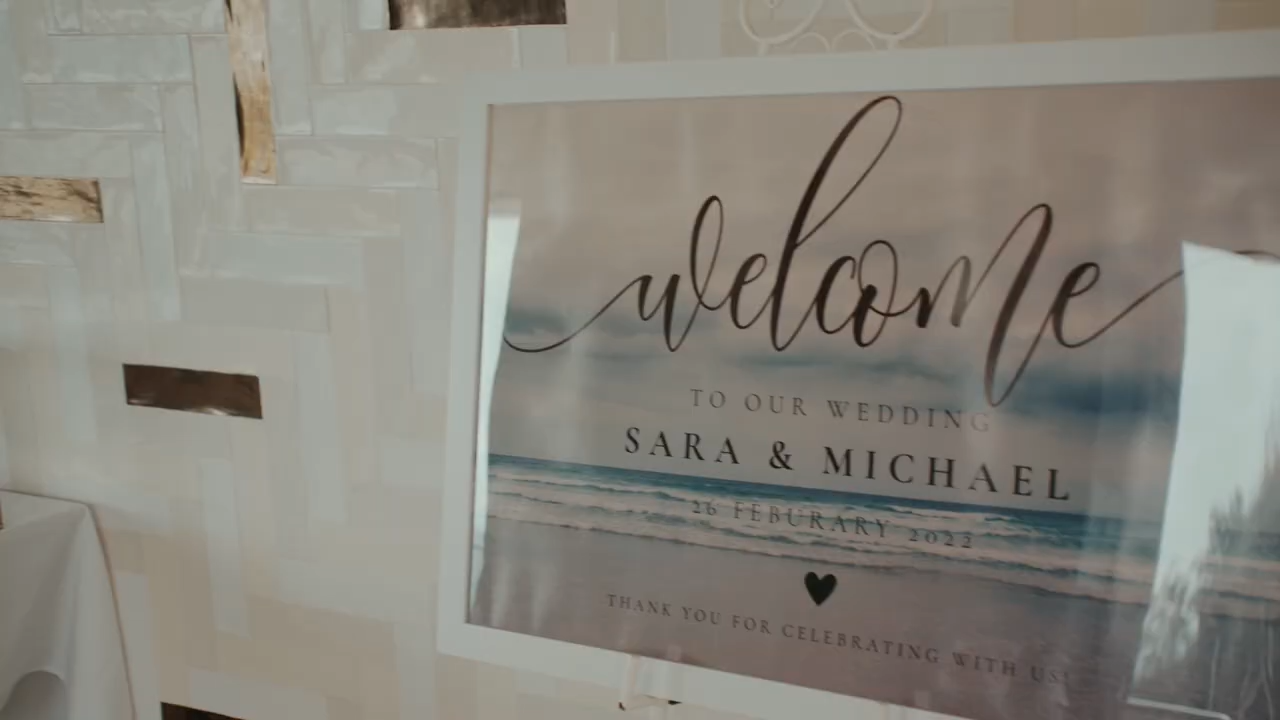 welcome
TO OUR WEDDING
SARA & MICHAEL
26 FEBURARY 2022
THANK YOU FOR CELEBRATING WITH US!